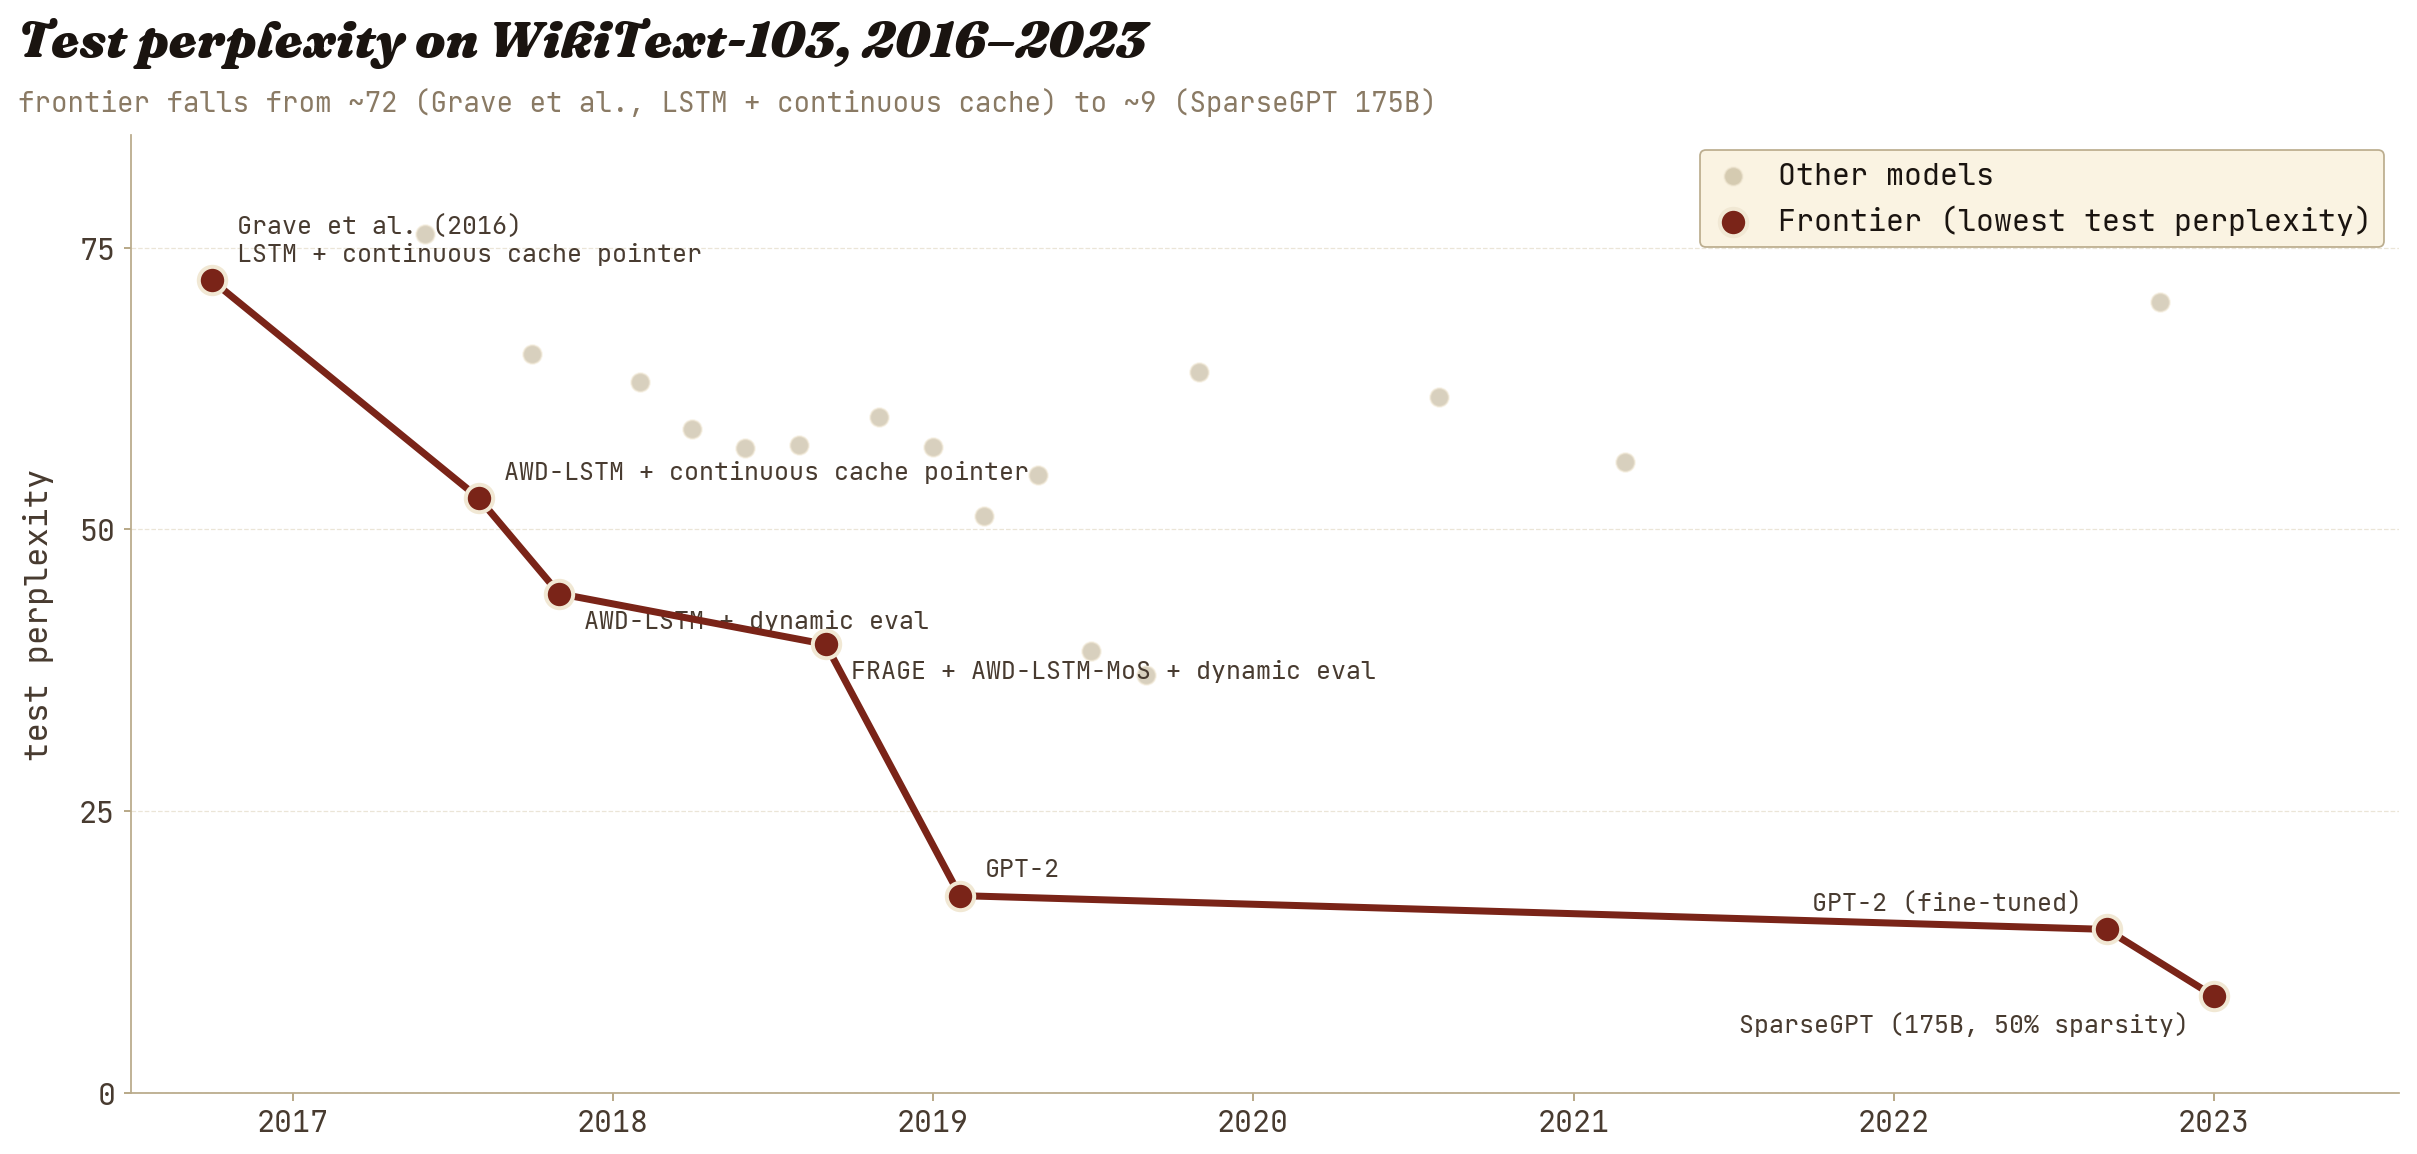 Test perplexity on WikiText-103, 2016–2023
frontier falls from ~72 (Grave et al., LSTM + continuous cache) to ~9 (SparseGPT 175B)
Other models
Frontier (lowest test perplexity)
Grave et al. (2016)
LSTM + continuous cache pointer
AWD-LSTM + continuous cache pointer
AWD-LSTM + dynamic eval
FRAGE + AWD-LSTM-MoS + dynamic eval
GPT-2
GPT-2 (fine-tuned)
SparseGPT (175B, 50% sparsity)
test perplexity
75
50
25
0
2017
2018
2019
2020
2021
2022
2023